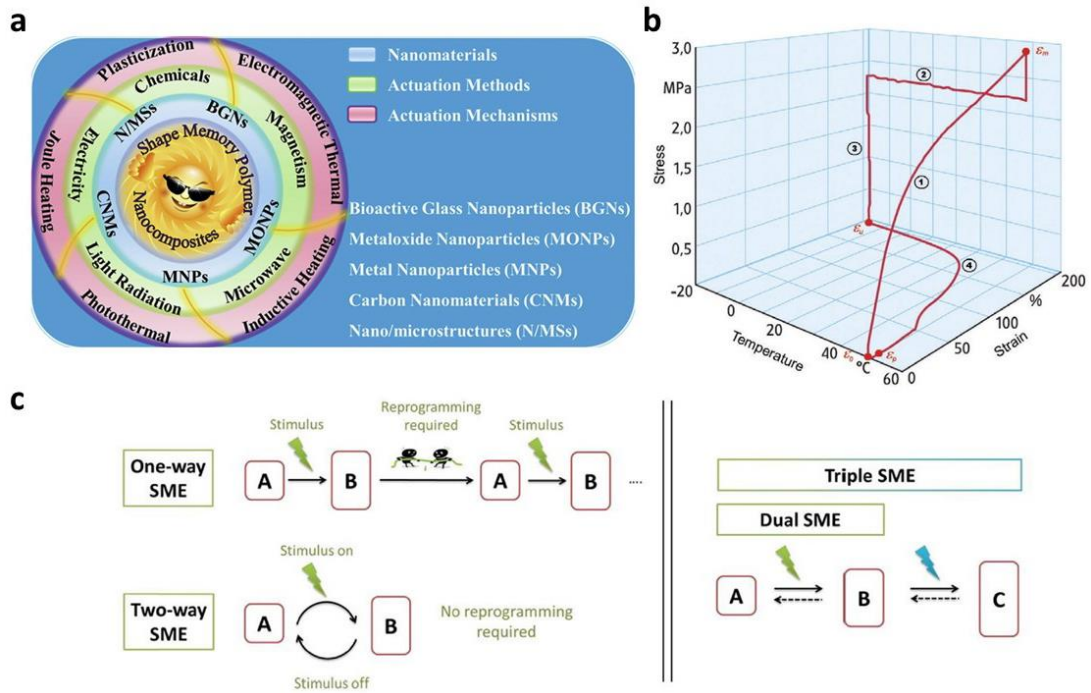 a
Plasticization
Electromagnetic Thermal
Inductive Heating
Photothermal
Joule Heating
Chemicals
Magnetism
Microwave
Light Radiation
Electricity
N/MSs
BGNs
MONPs
MNPs
CNMs
Shape Memory Polymer
Nanocomposites
Nanomaterials
Actuation Methods
Actuation Mechanisms
Bioactive Glass Nanoparticles (BGNs)
Metaloxide Nanoparticles (MONPs)
Metal Nanoparticles (MNPs)
Carbon Nanomaterials (CNMs)
Nano/microstructures (N/MSs)
b
3,0
MPa
2,0
1,5
1,0
0,5
Stress
-20
0
20
40
°C
60
Temperature
0
50
100
%
200
Strain
εm
②
③
①
εu
④
ε0
εp
c
One-way
SME
Stimulus
Reprogramming
required
Stimulus
A
B
A
B
....
Two-way
SME
Stimulus on
A
B
Stimulus off
No reprogramming
required
Triple SME
Dual SME
A
B
C